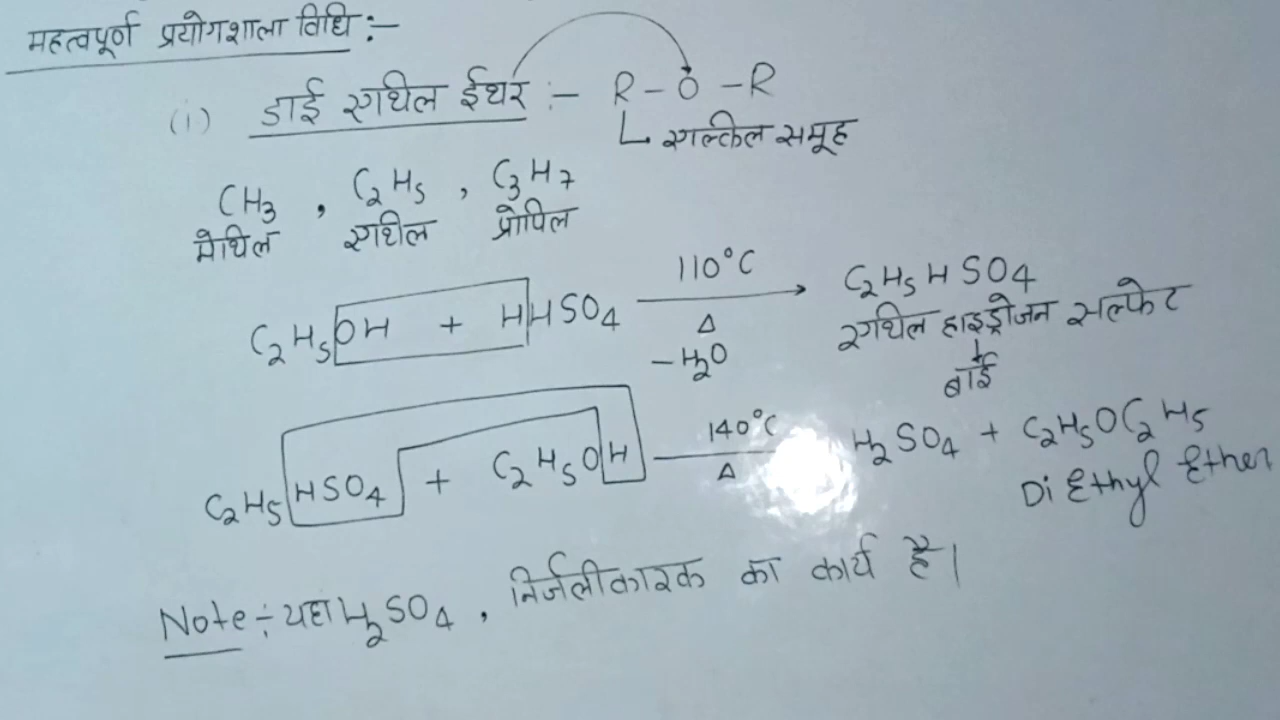 महत्वपूर्ण प्रयोगशाला विधि :-
(i) डाई एथिल ईथर :- R-O-R
एल्किल समूह
CH3 , C2H5 , C3H7
मेथिल एथील प्रोपिल
110°C
C2H5OH + HHSO4 → C2H5HSO4
Δ एथिल हाइड्रोजन सल्फेट
-H2O
बाई
140°C
C2H5HSO4 + C2H5OH — H2SO4 + C2H5OC2H5
Δ
Di Ethyl Ether
Note :- यहा H2SO4 , निर्जलीकारक का कार्य है।